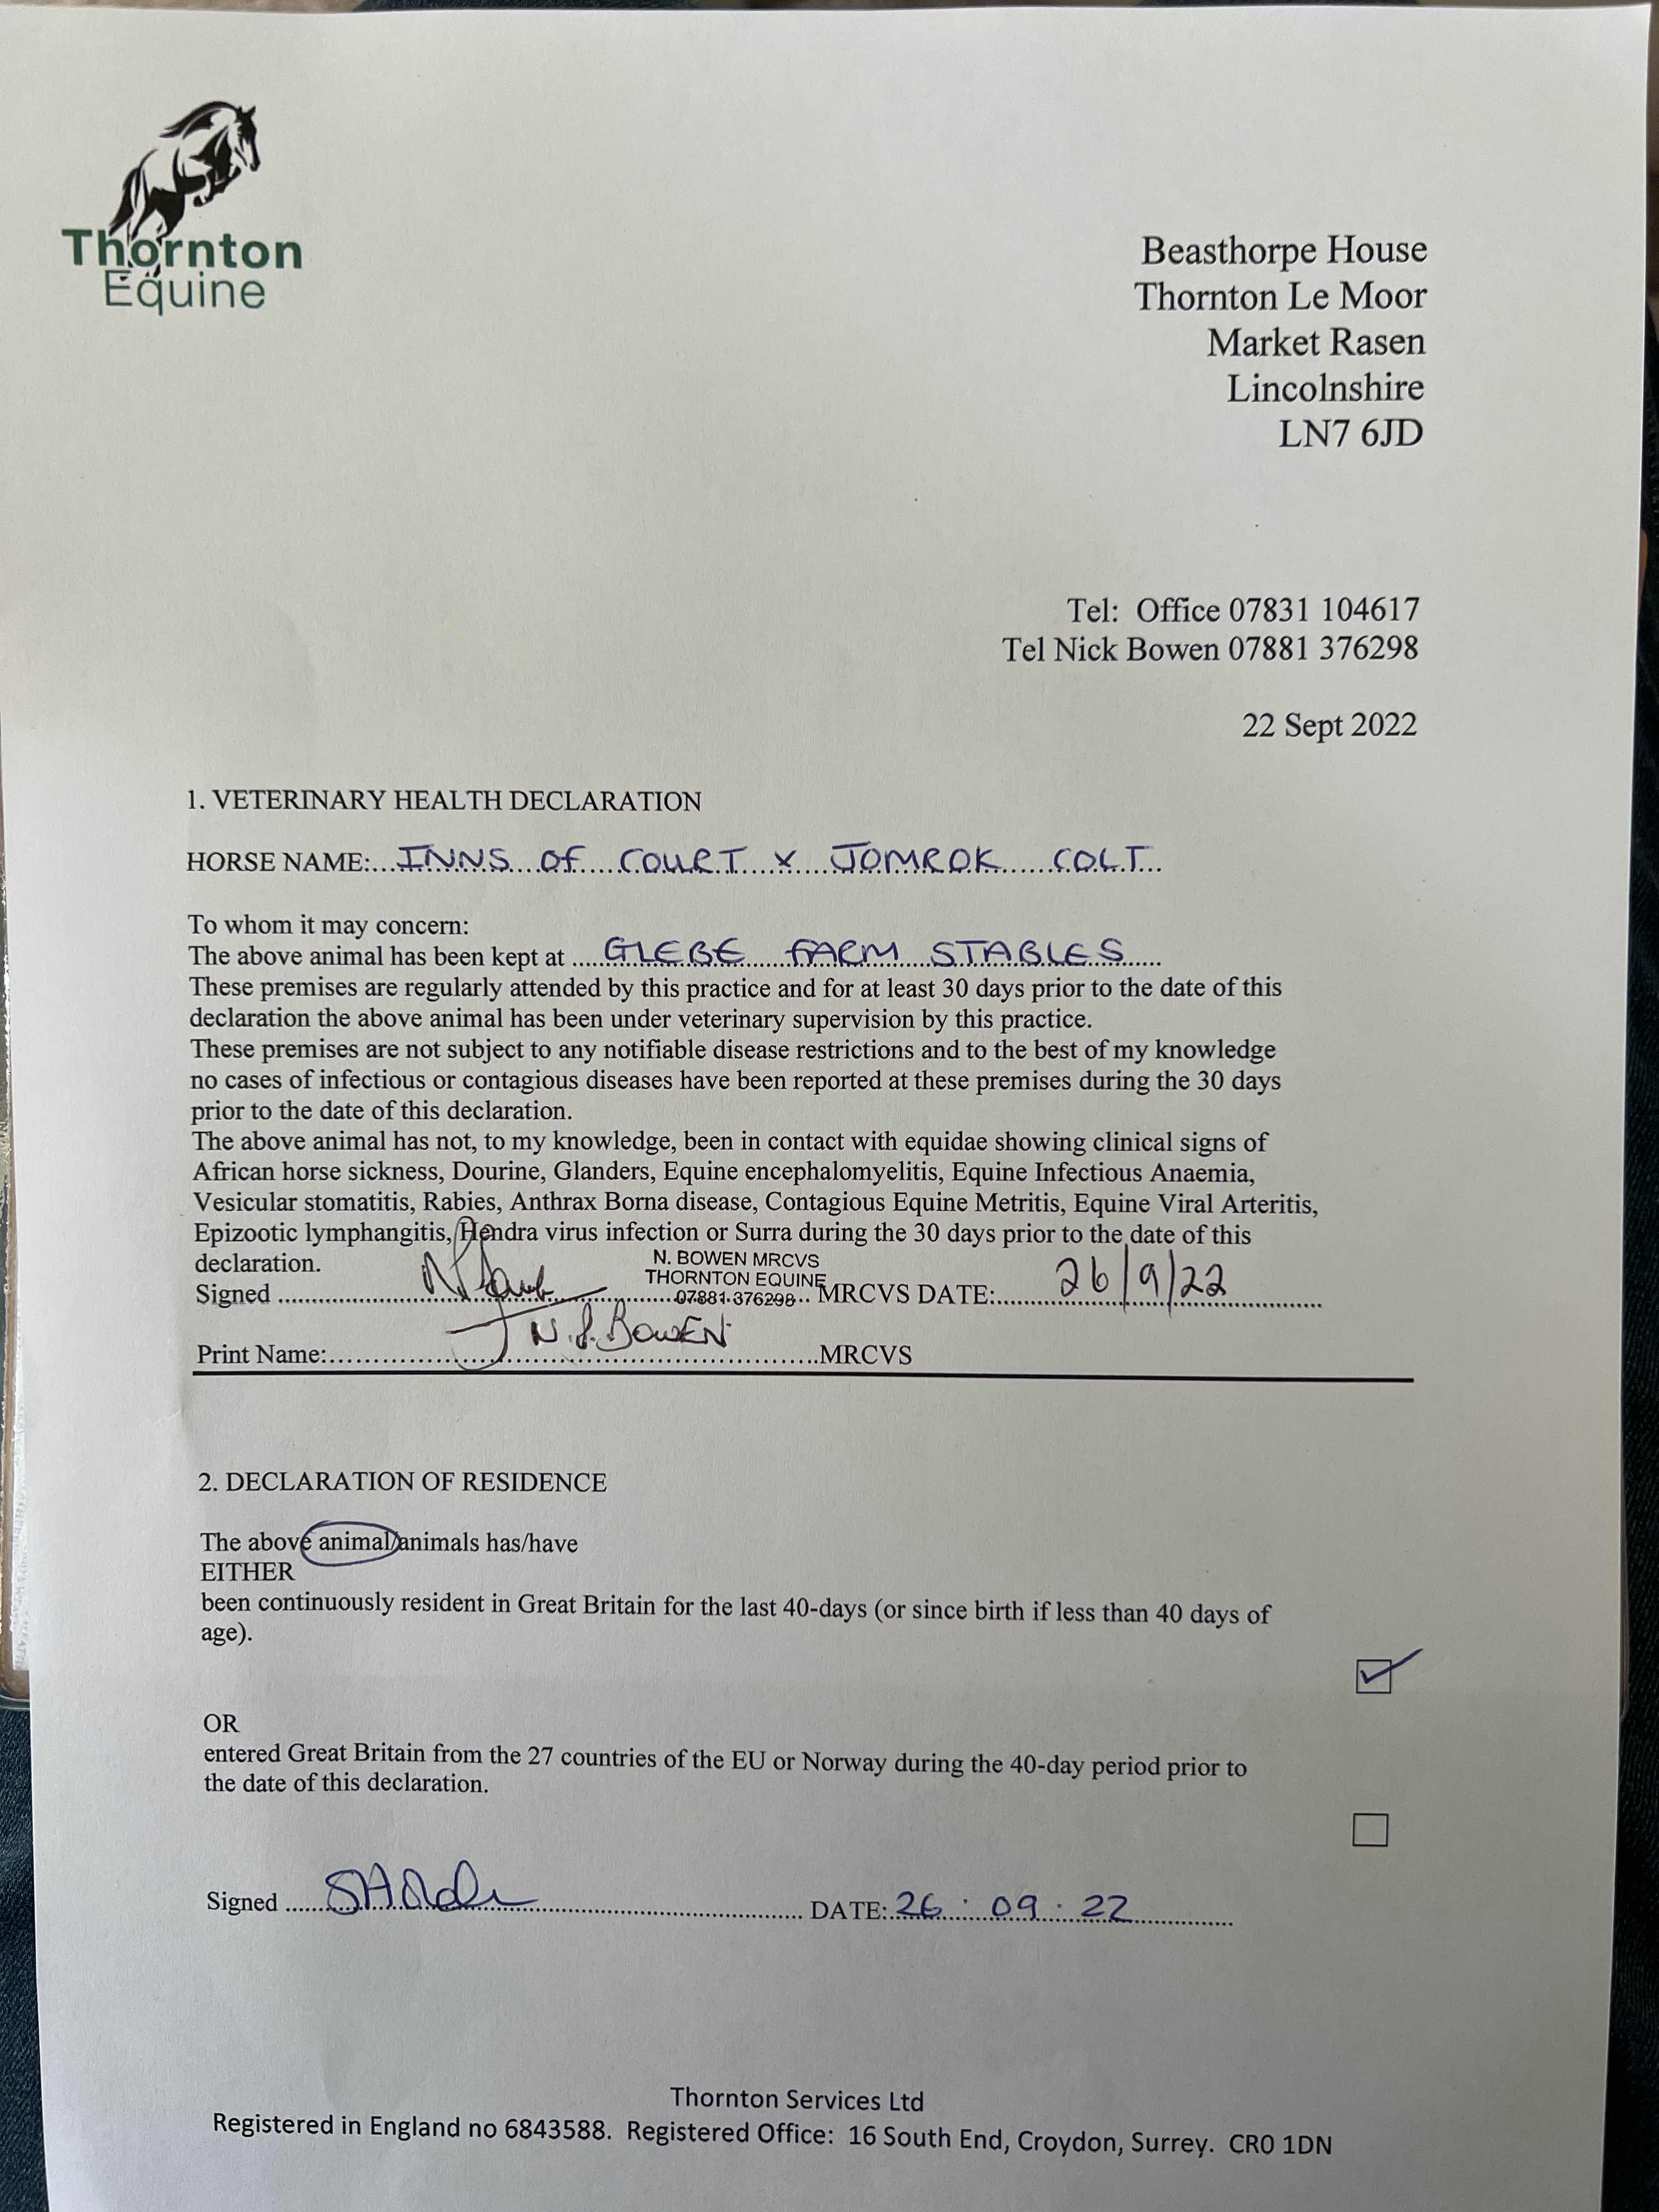 Thornton
Equine
Beasthorpe House
Thornton Le Moor
Market Rasen
Lincolnshire
LN7 6JD
Tel: Office 07831 104617
Tel Nick Bowen 07881 376298
22 Sept 2022
1. VETERINARY HEALTH DECLARATION
HORSE NAME:...INNS OF COURT X JOMROK COLT...
To whom it may concern:
The above animal has been kept at .....GLEBE FARM STABLES.....
These premises are regularly attended by this practice and for at least 30 days prior to the date of this
declaration the above animal has been under veterinary supervision by this practice.
These premises are not subject to any notifiable disease restrictions and to the best of my knowledge
no cases of infectious or contagious diseases have been reported at these premises during the 30 days
prior to the date of this declaration.
The above animal has not, to my knowledge, been in contact with equidae showing clinical signs of
African horse sickness, Dourine, Glanders, Equine encephalomyelitis, Equine Infectious Anaemia,
Vesicular stomatitis, Rabies, Anthrax Borna disease, Contagious Equine Metritis, Equine Viral Arteritis,
Epizootic lymphangitis, Hendra virus infection or Surra during the 30 days prior to the date of this
declaration.
N. BOWEN MRCVS
THORNTON EQUINE
07881 376298
Signed ..... MRCVS DATE:.....26/9/22.....
Print Name:.....N.J. BOWEN.....MRCVS
2. DECLARATION OF RESIDENCE
The above animal/animals has/have
EITHER
been continuously resident in Great Britain for the last 40-days (or since birth if less than 40 days of
age).
OR
entered Great Britain from the 27 countries of the EU or Norway during the 40-day period prior to
the date of this declaration.
Signed ..... DATE:.26.09.22.....
Thornton Services Ltd
Registered in England no 6843588. Registered Office: 16 South End, Croydon, Surrey. CR0 1DN